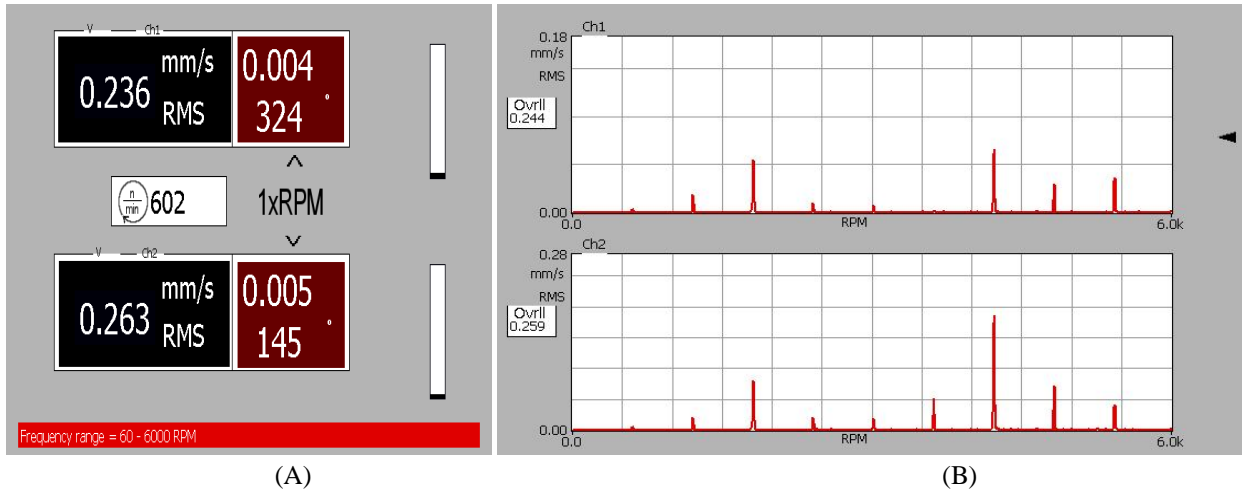 V Ch1
0.236 mm/s RMS
0.004
324 °
n/min 602
1xRPM
V Ch2
0.263 mm/s RMS
0.005
145 °
Frequency range = 60 - 6000 RPM
(A)
Ch1
0.18
mm/s
RMS
Ovrll
0.244
0.00
0.0 RPM 6.0k
Ch2
0.28
mm/s
RMS
Ovrll
0.259
0.00
0.0 RPM 6.0k
(B)